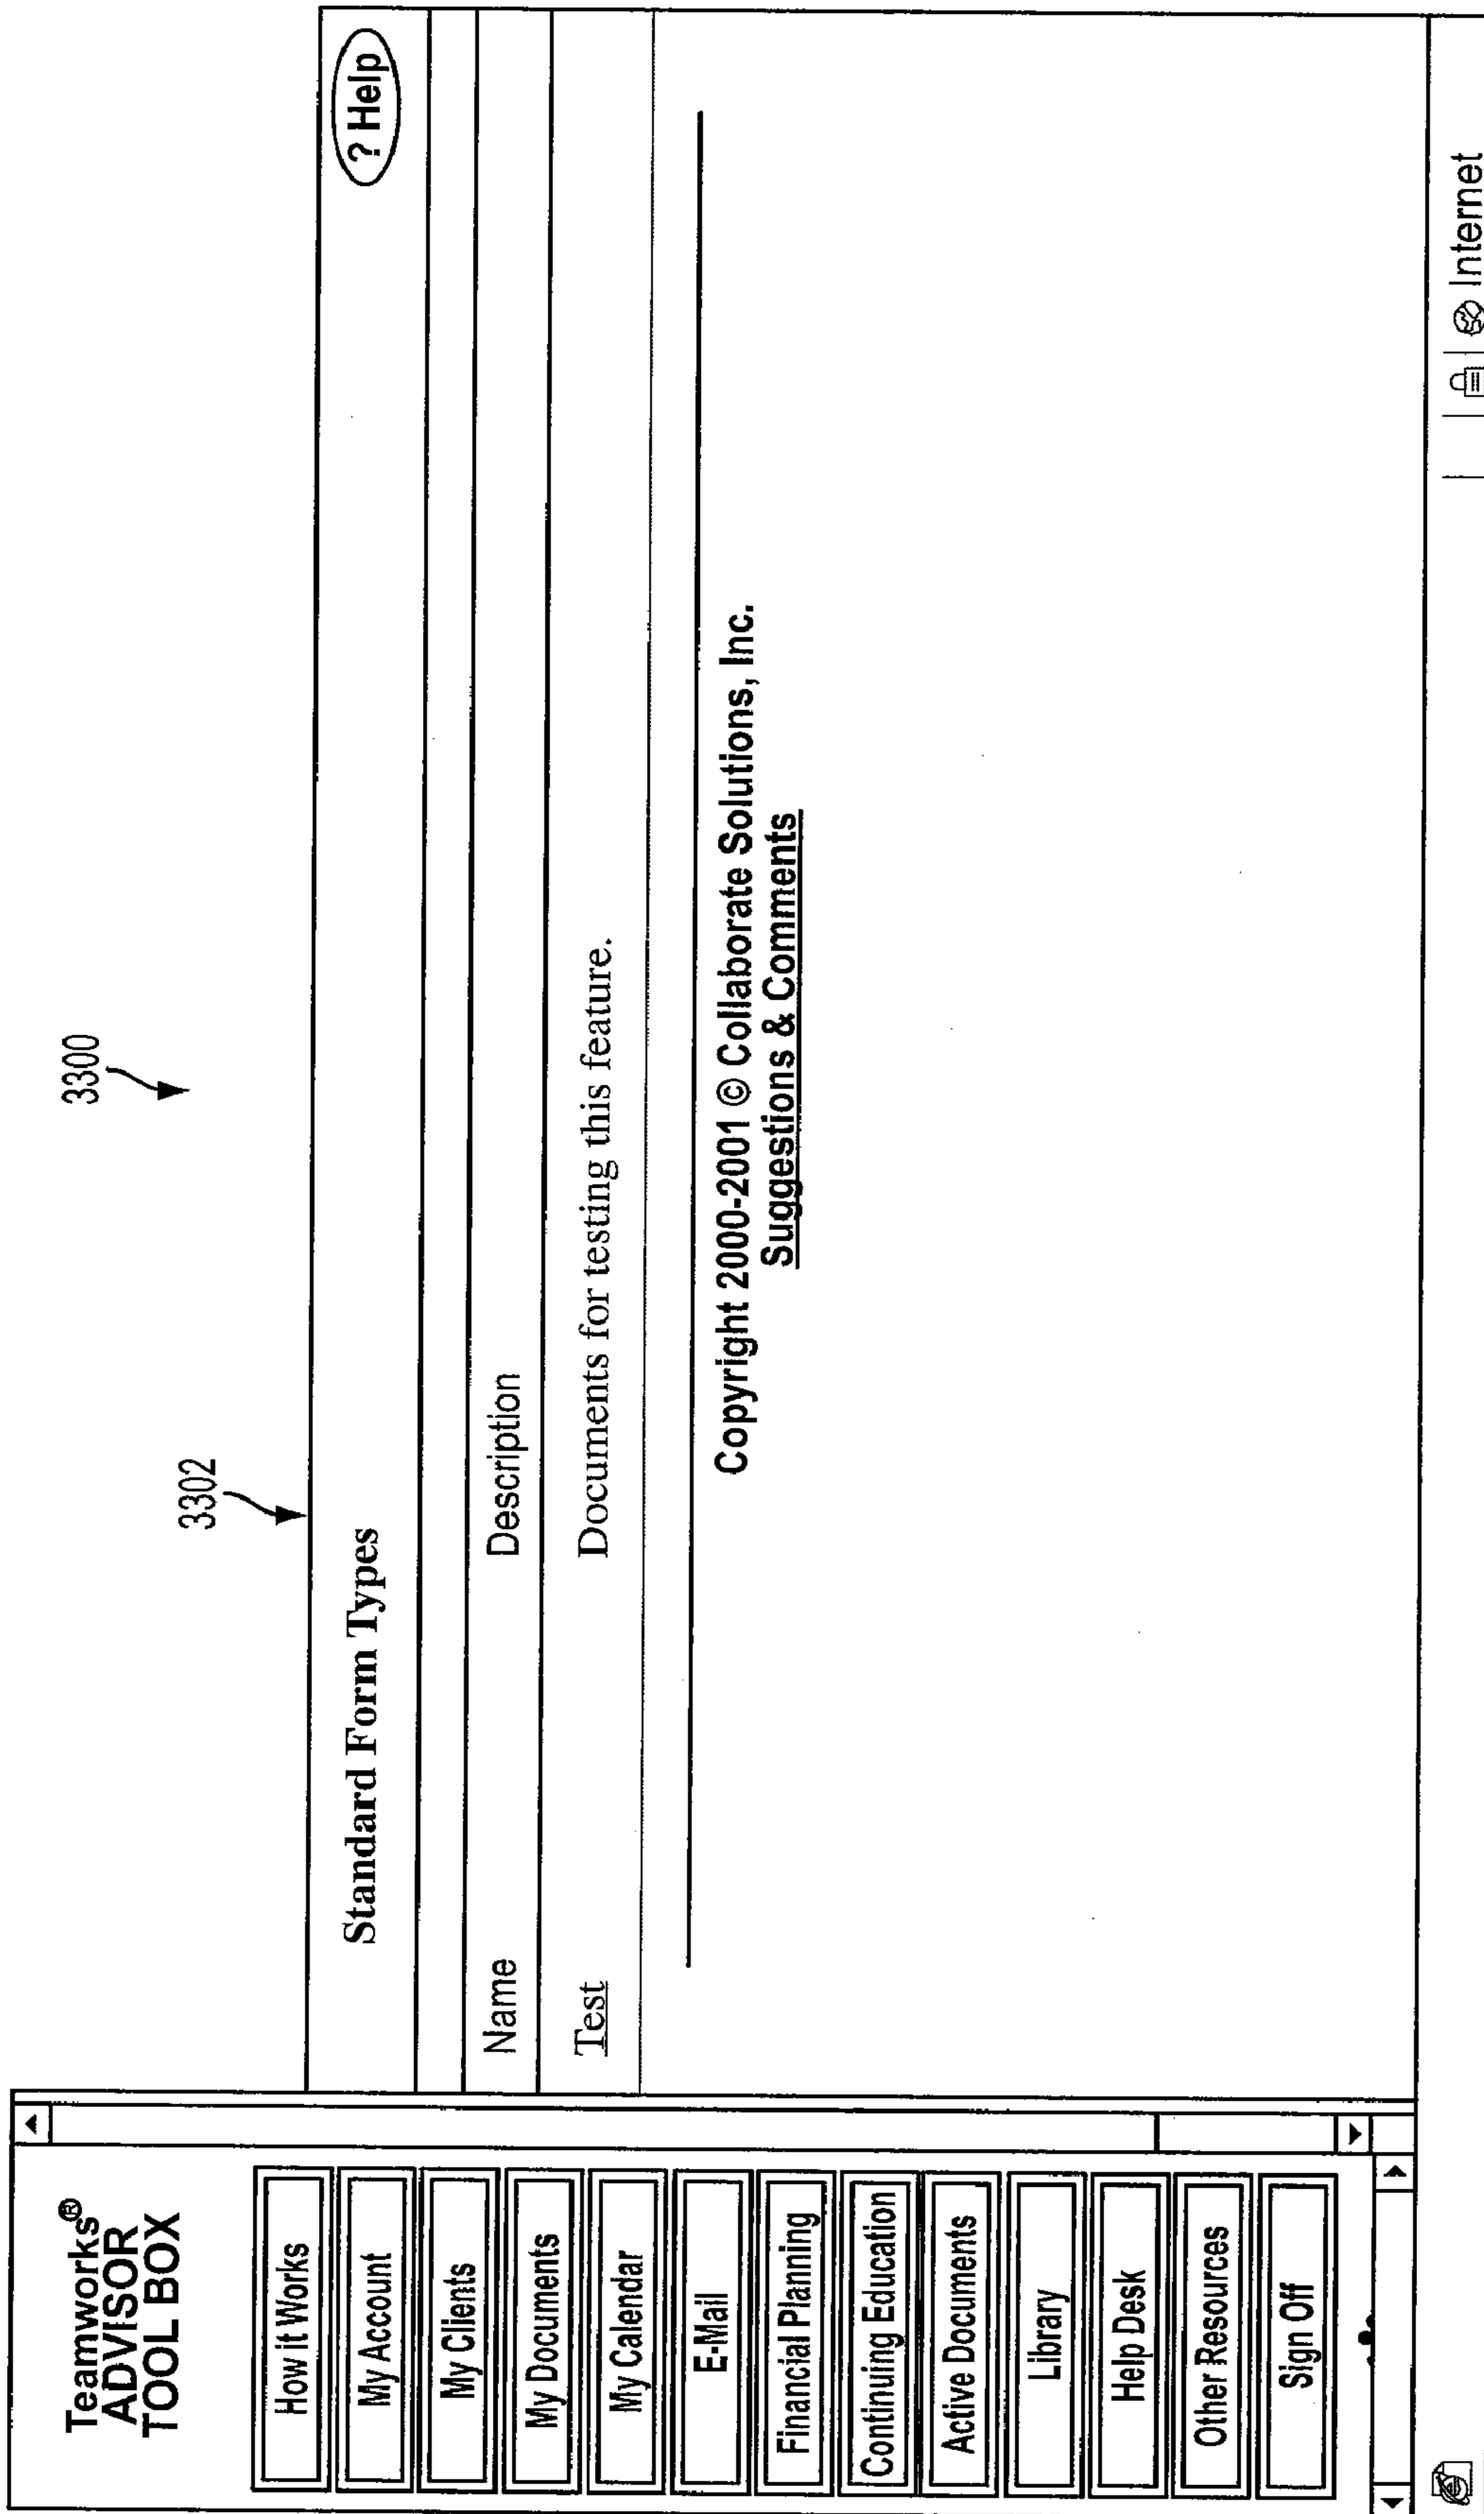 3300
3302
Teamworks®
ADVISOR
TOOL BOX
How it Works
My Account
My Clients
My Documents
My Calendar
E-Mail
Financial Planning
Continuing Education
Active Documents
Library
Help Desk
Other Resources
Sign Off
Standard Form Types
? Help
Name Description
Test Documents for testing this feature.
Copyright 2000-2001 © Collaborate Solutions, Inc.
Suggestions & Comments
Internet